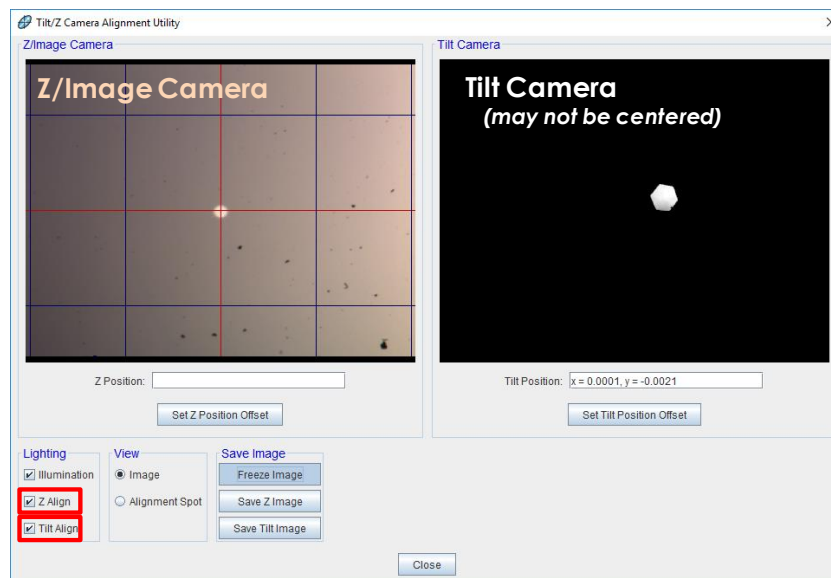 Tilt/Z Camera Alignment Utility
Z/Image Camera
Z/Image Camera
Z Position:
Set Z Position Offset
Tilt Camera
Tilt Camera
(may not be centered)
Tilt Position: x = 0.0001, y = -0.0021
Set Tilt Position Offset
Lighting
Illumination
Z Align
Tilt Align
View
Image
Alignment Spot
Save Image
Freeze Image
Save Z Image
Save Tilt Image
Close